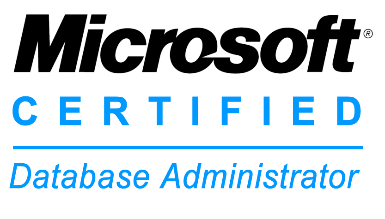 Microsoft®
CERTIFIED
Database Administrator